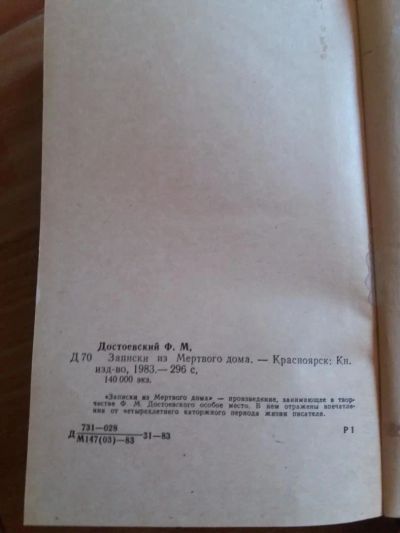 Достоевский Ф. М,
Д 70 Записки из Мертвого дома. — Красноярск: Кн.
изд-во, 1983.— 296 с,
140 000 экз.
«Записки из Мертвого дома» — произведение, занимающее в твор-
честве Ф. М. Достоевского особое место. В нем отражены впечатле-
ния от четырехлетнего каторжного периода жизни писателя.
731—028
Д ————— 31—83
М147(03)—83
Р 1